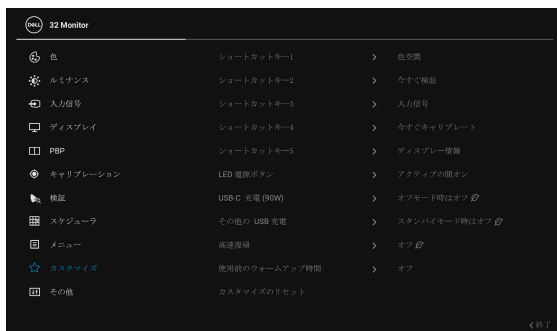 DELL 32 Monitor
色 ショートカットキー1 色空間
ルミナンス ショートカットキー2 今すぐ検証
入力信号 ショートカットキー3 入力信号
ディスプレイ ショートカットキー4 今すぐキャリブレート
PBP ショートカットキー5 ディスプレー情報
キャリブレーション LED 電源ボタン アクティブの間オン
検証 USB-C 充電 (90W) オフモード時はオフ
スケジューラ その他の USB 充電 スタンバイモード時はオフ
メニュー 高速復帰 オフ
カスタマイズ 使用前のウォームアップ時間 オフ
その他 カスタマイズのリセット
終了